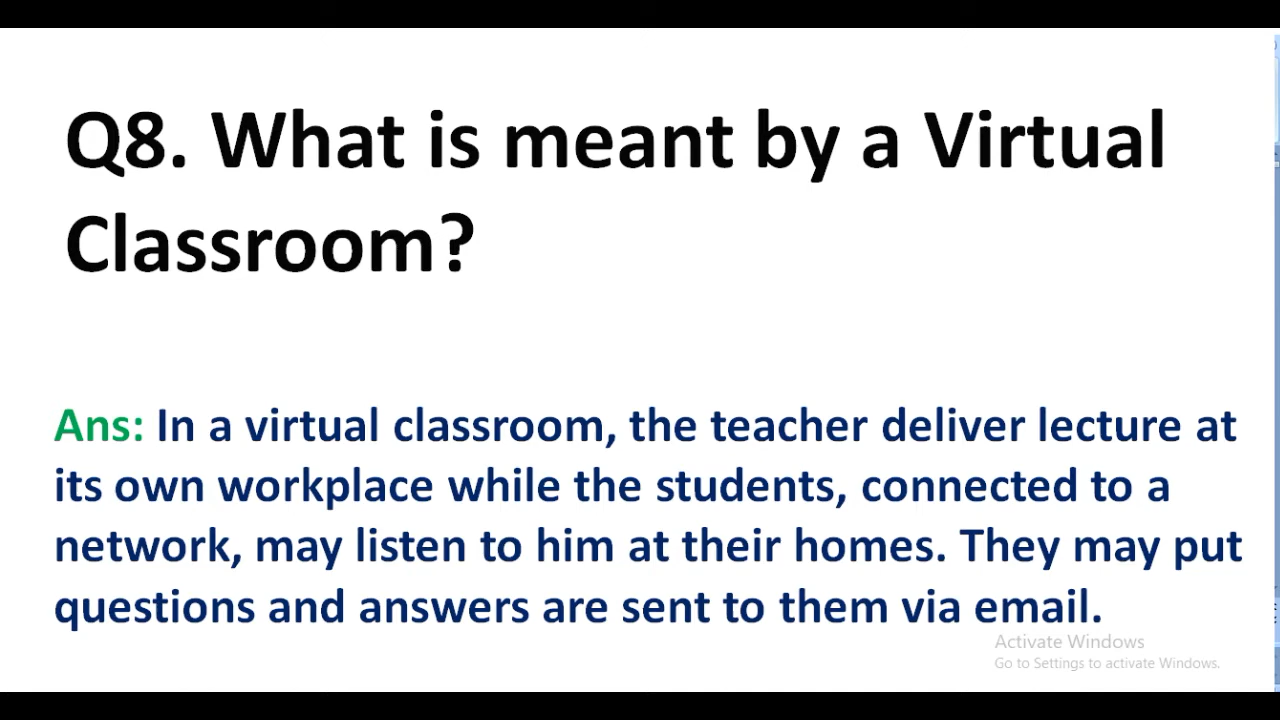 Q8. What is meant by a Virtual
Classroom?
Ans: In a virtual classroom, the teacher deliver lecture at
its own workplace while the students, connected to a
network, may listen to him at their homes. They may put
questions and answers are sent to them via email.
Activate Windows
Go to Settings to activate Windows.